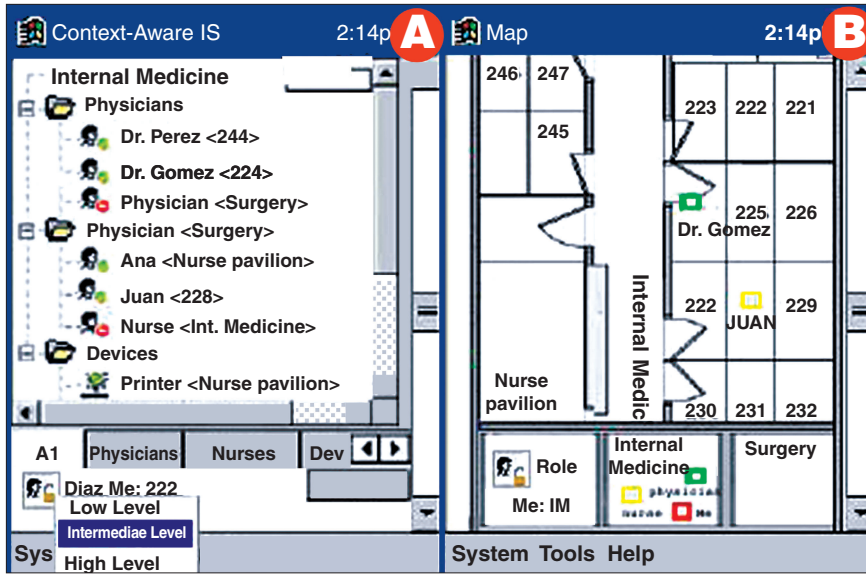 Context-Aware IS 2:14p A
Internal Medicine
Physicians
Dr. Perez <244>
Dr. Gomez <224>
Physician <Surgery>
Physician <Surgery>
Ana <Nurse pavilion>
Juan <228>
Nurse <Int. Medicine>
Devices
Printer <Nurse pavilion>
A1 Physicians Nurses Dev
Diaz Me: 222
Low Level
Intermediae Level
High Level
Sys
Map 2:14p B
246 247
223 222 221
245
225 226
Dr. Gomez
Internal Medic
222 229
JUAN
Nurse
pavilion
230 231 232
Role
Me: IM
Internal
Medicine
physician
nurse Me
Surgery
System Tools Help